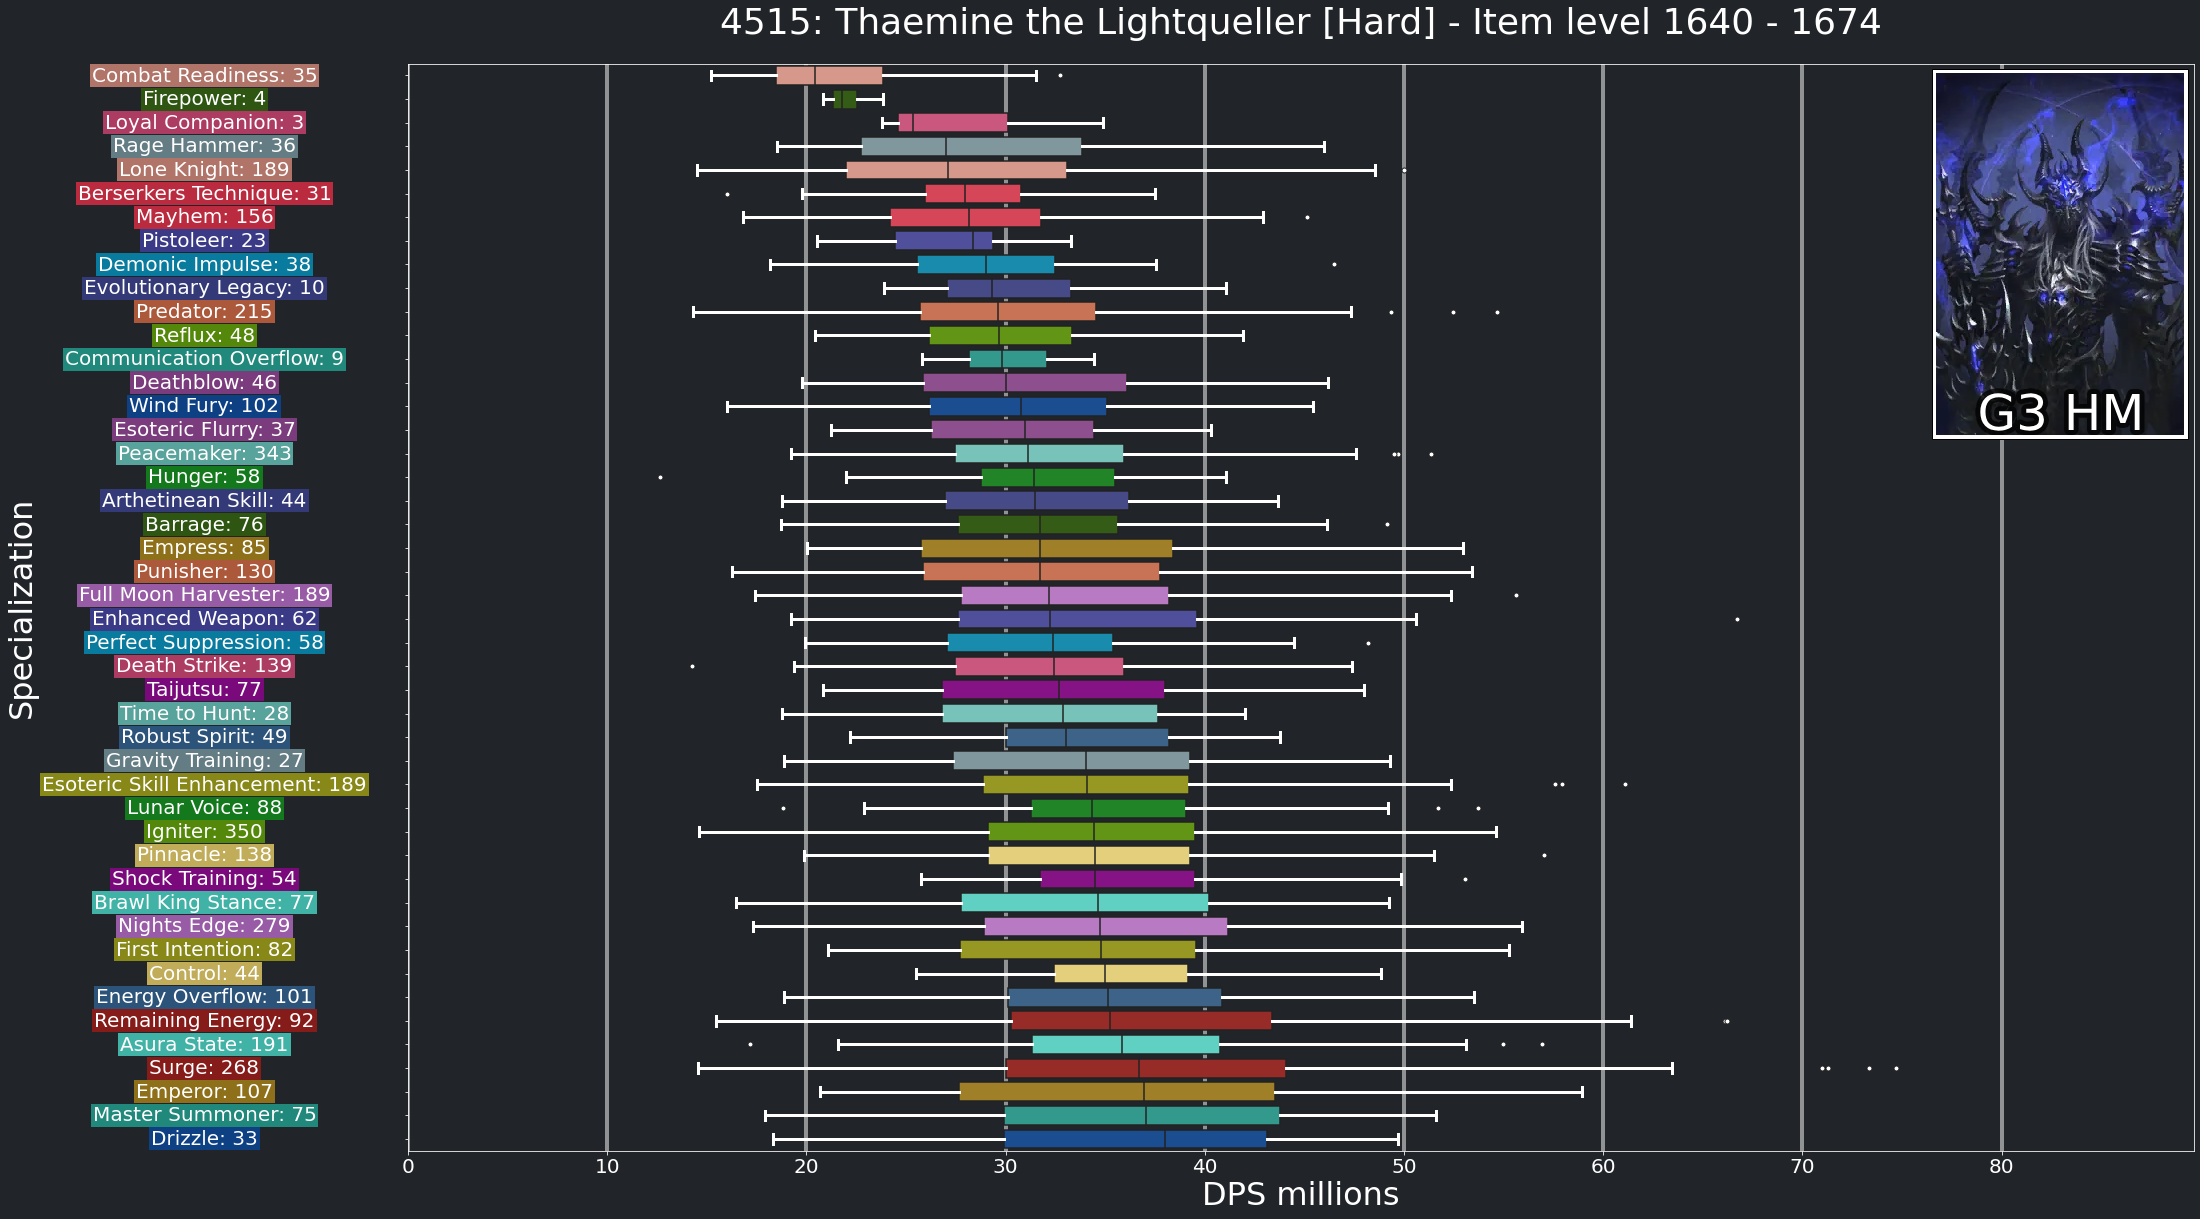 4515: Thaemine the Lightqueller [Hard] - Item level 1640 - 1674
Combat Readiness: 35
Firepower: 4
Loyal Companion: 3
Rage Hammer: 36
Lone Knight: 189
Berserkers Technique: 31
Mayhem: 156
Pistoleer: 23
Demonic Impulse: 38
Evolutionary Legacy: 10
Predator: 215
Reflux: 48
Communication Overflow: 9
Deathblow: 46
Wind Fury: 102
Esoteric Flurry: 37
Peacemaker: 343
Hunger: 58
Arthetinean Skill: 44
Barrage: 76
Empress: 85
Punisher: 130
Full Moon Harvester: 189
Enhanced Weapon: 62
Perfect Suppression: 58
Death Strike: 139
Taijutsu: 77
Time to Hunt: 28
Robust Spirit: 49
Gravity Training: 27
Esoteric Skill Enhancement: 189
Lunar Voice: 88
Igniter: 350
Pinnacle: 138
Shock Training: 54
Brawl King Stance: 77
Nights Edge: 279
First Intention: 82
Control: 44
Energy Overflow: 101
Remaining Energy: 92
Asura State: 191
Surge: 268
Emperor: 107
Master Summoner: 75
Drizzle: 33
Specialization
G3 HM
0 10 20 30 40 50 60 70 80
DPS millions